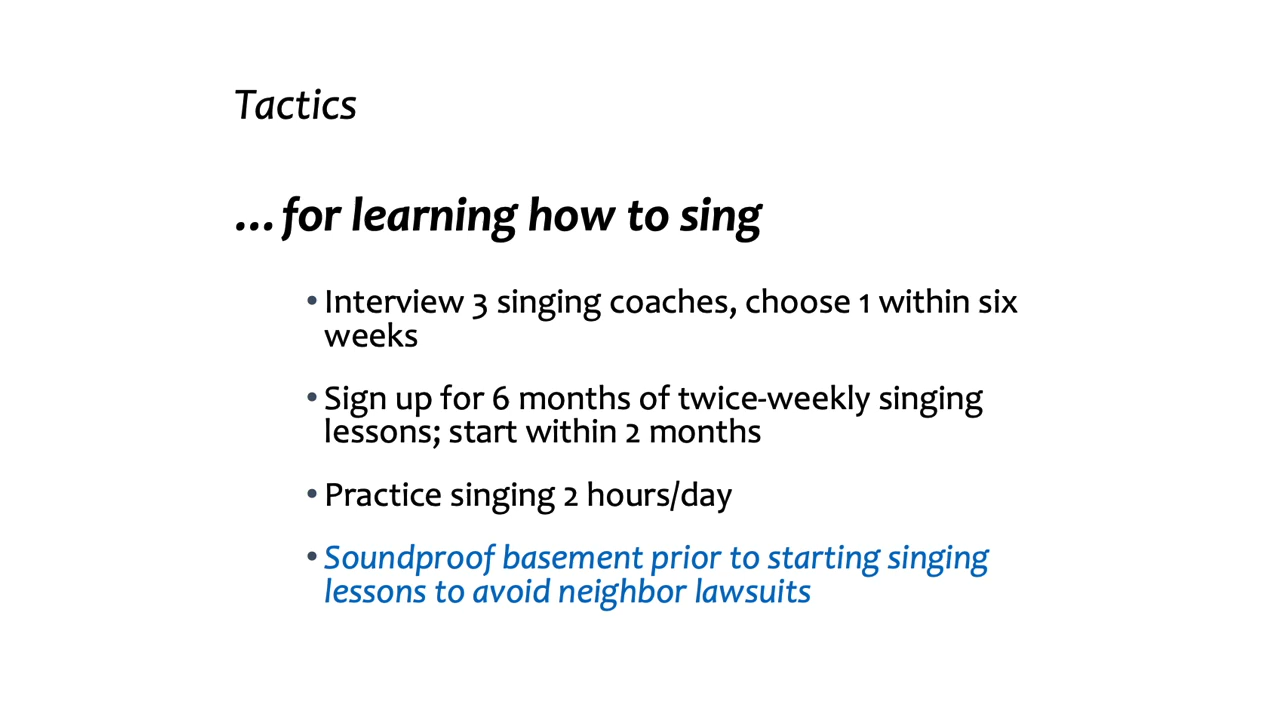 Tactics
...for learning how to sing
• Interview 3 singing coaches, choose 1 within six
weeks
• Sign up for 6 months of twice-weekly singing
lessons; start within 2 months
• Practice singing 2 hours/day
• Soundproof basement prior to starting singing
lessons to avoid neighbor lawsuits